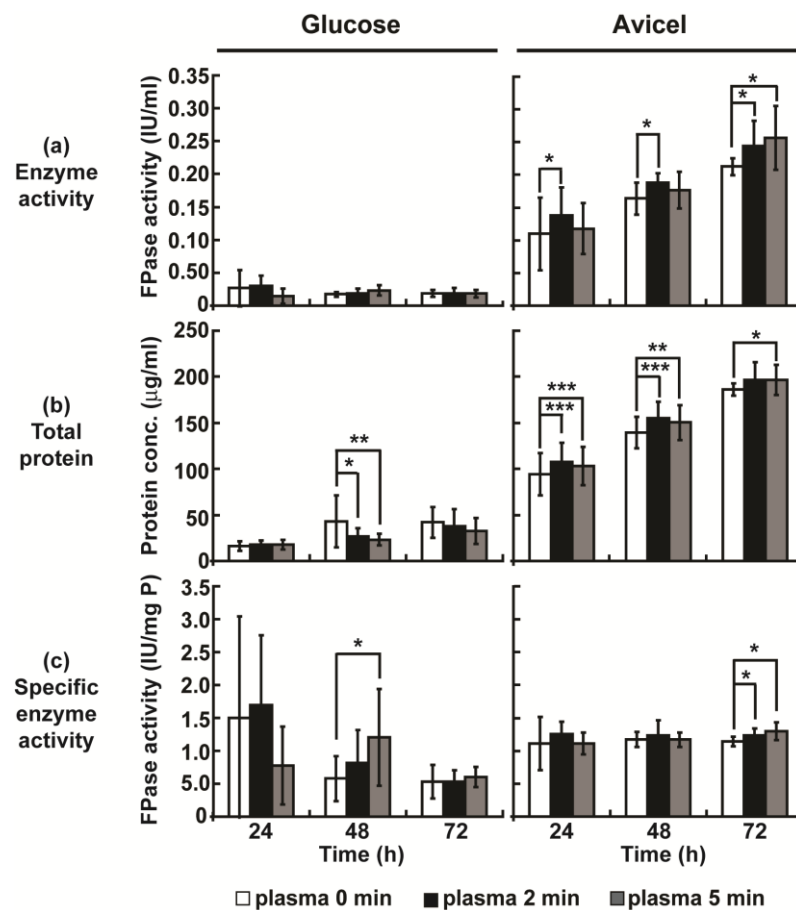 Glucose
Avicel
(a)
Enzyme
activity
FPase activity (IU/ml)
0.35
0.30
0.25
0.20
0.15
0.10
0.50
0
*
*
*
*
(b)
Total
protein
Protein conc. (µg/ml)
250
200
150
100
50
0
**
*
***
***
**
***
*
(c)
Specific
enzyme
activity
FPase activity (IU/mg P)
3.5
3.0
2.5
2.0
1.5
1.0
5.0
0
*
*
*
24 48 72
24 48 72
Time (h)
Time (h)
plasma 0 min plasma 2 min plasma 5 min